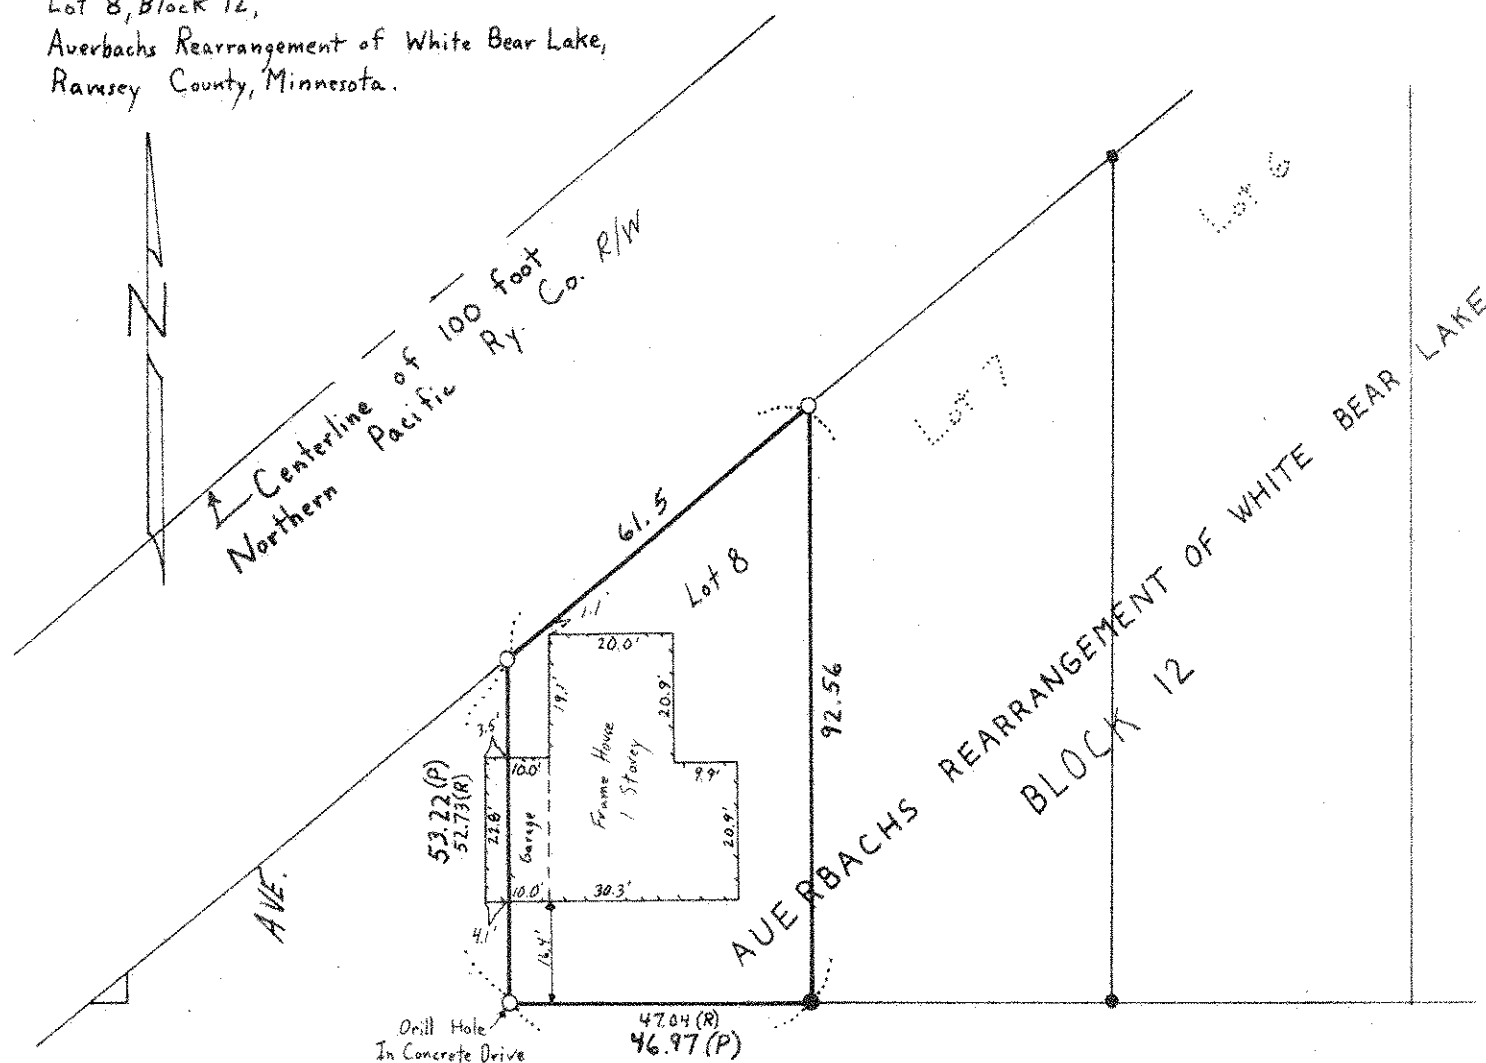 Lot 8, Block 12,
Auerbachs Rearrangement of White Bear Lake,
Ramsey County, Minnesota.
N
Centerline of 100 foot
Northern Pacific Ry. Co. R/W
Lot 6
Lot 7
Lot 8
61.5
1.1'
20.0'
19.1'
20.9'
Frame House
1 Storey
3.5'
10.0'
9.9'
53.22 (P)
52.73 (R)
22.8'
Garage
20.9'
92.56
10.0'
30.3'
4.1'
16.4'
AVE.
AUERBACHS REARRANGEMENT OF WHITE BEAR LAKE
BLOCK 12
Drill Hole
In Concrete Drive
47.04 (R)
46.97 (P)